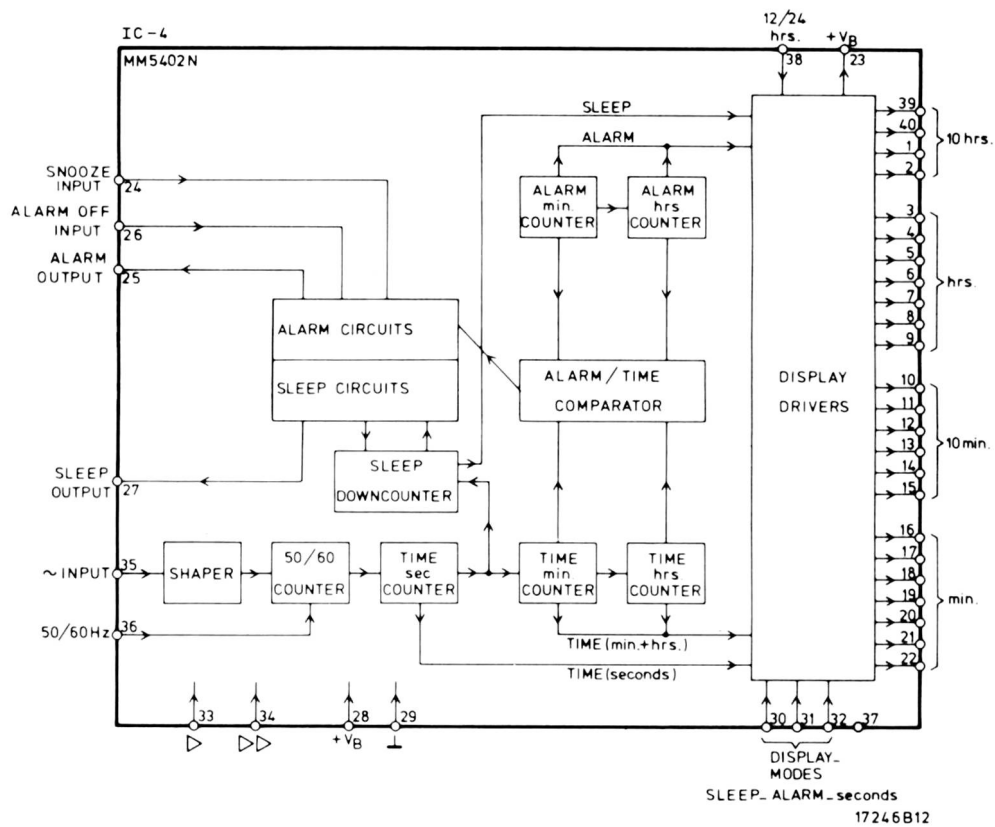 IC-4
MM5402N
12/24
hrs.
38
+VB
23
SNOOZE
INPUT
24
ALARM OFF
INPUT
26
ALARM
OUTPUT
25
SLEEP
OUTPUT
27
~INPUT
35
50/60Hz
36
SLEEP
ALARM
ALARM
min.
COUNTER
ALARM
hrs
COUNTER
ALARM CIRCUITS
SLEEP CIRCUITS
ALARM/TIME
COMPARATOR
SLEEP
DOWNCOUNTER
SHAPER
50/60
COUNTER
TIME
sec
COUNTER
TIME
min
COUNTER
TIME
hrs
COUNTER
TIME(min.+hrs.)
TIME(seconds)
DISPLAY
DRIVERS
39
40
1
2
10 hrs.
3
4
5
6
7
8
9
hrs.
10
11
12
13
14
15
10 min.
16
17
18
19
20
21
22
min.
33
34
28
+VB
29
30
31
32
37
DISPLAY_
MODES
SLEEP_ALARM_seconds
17246B12